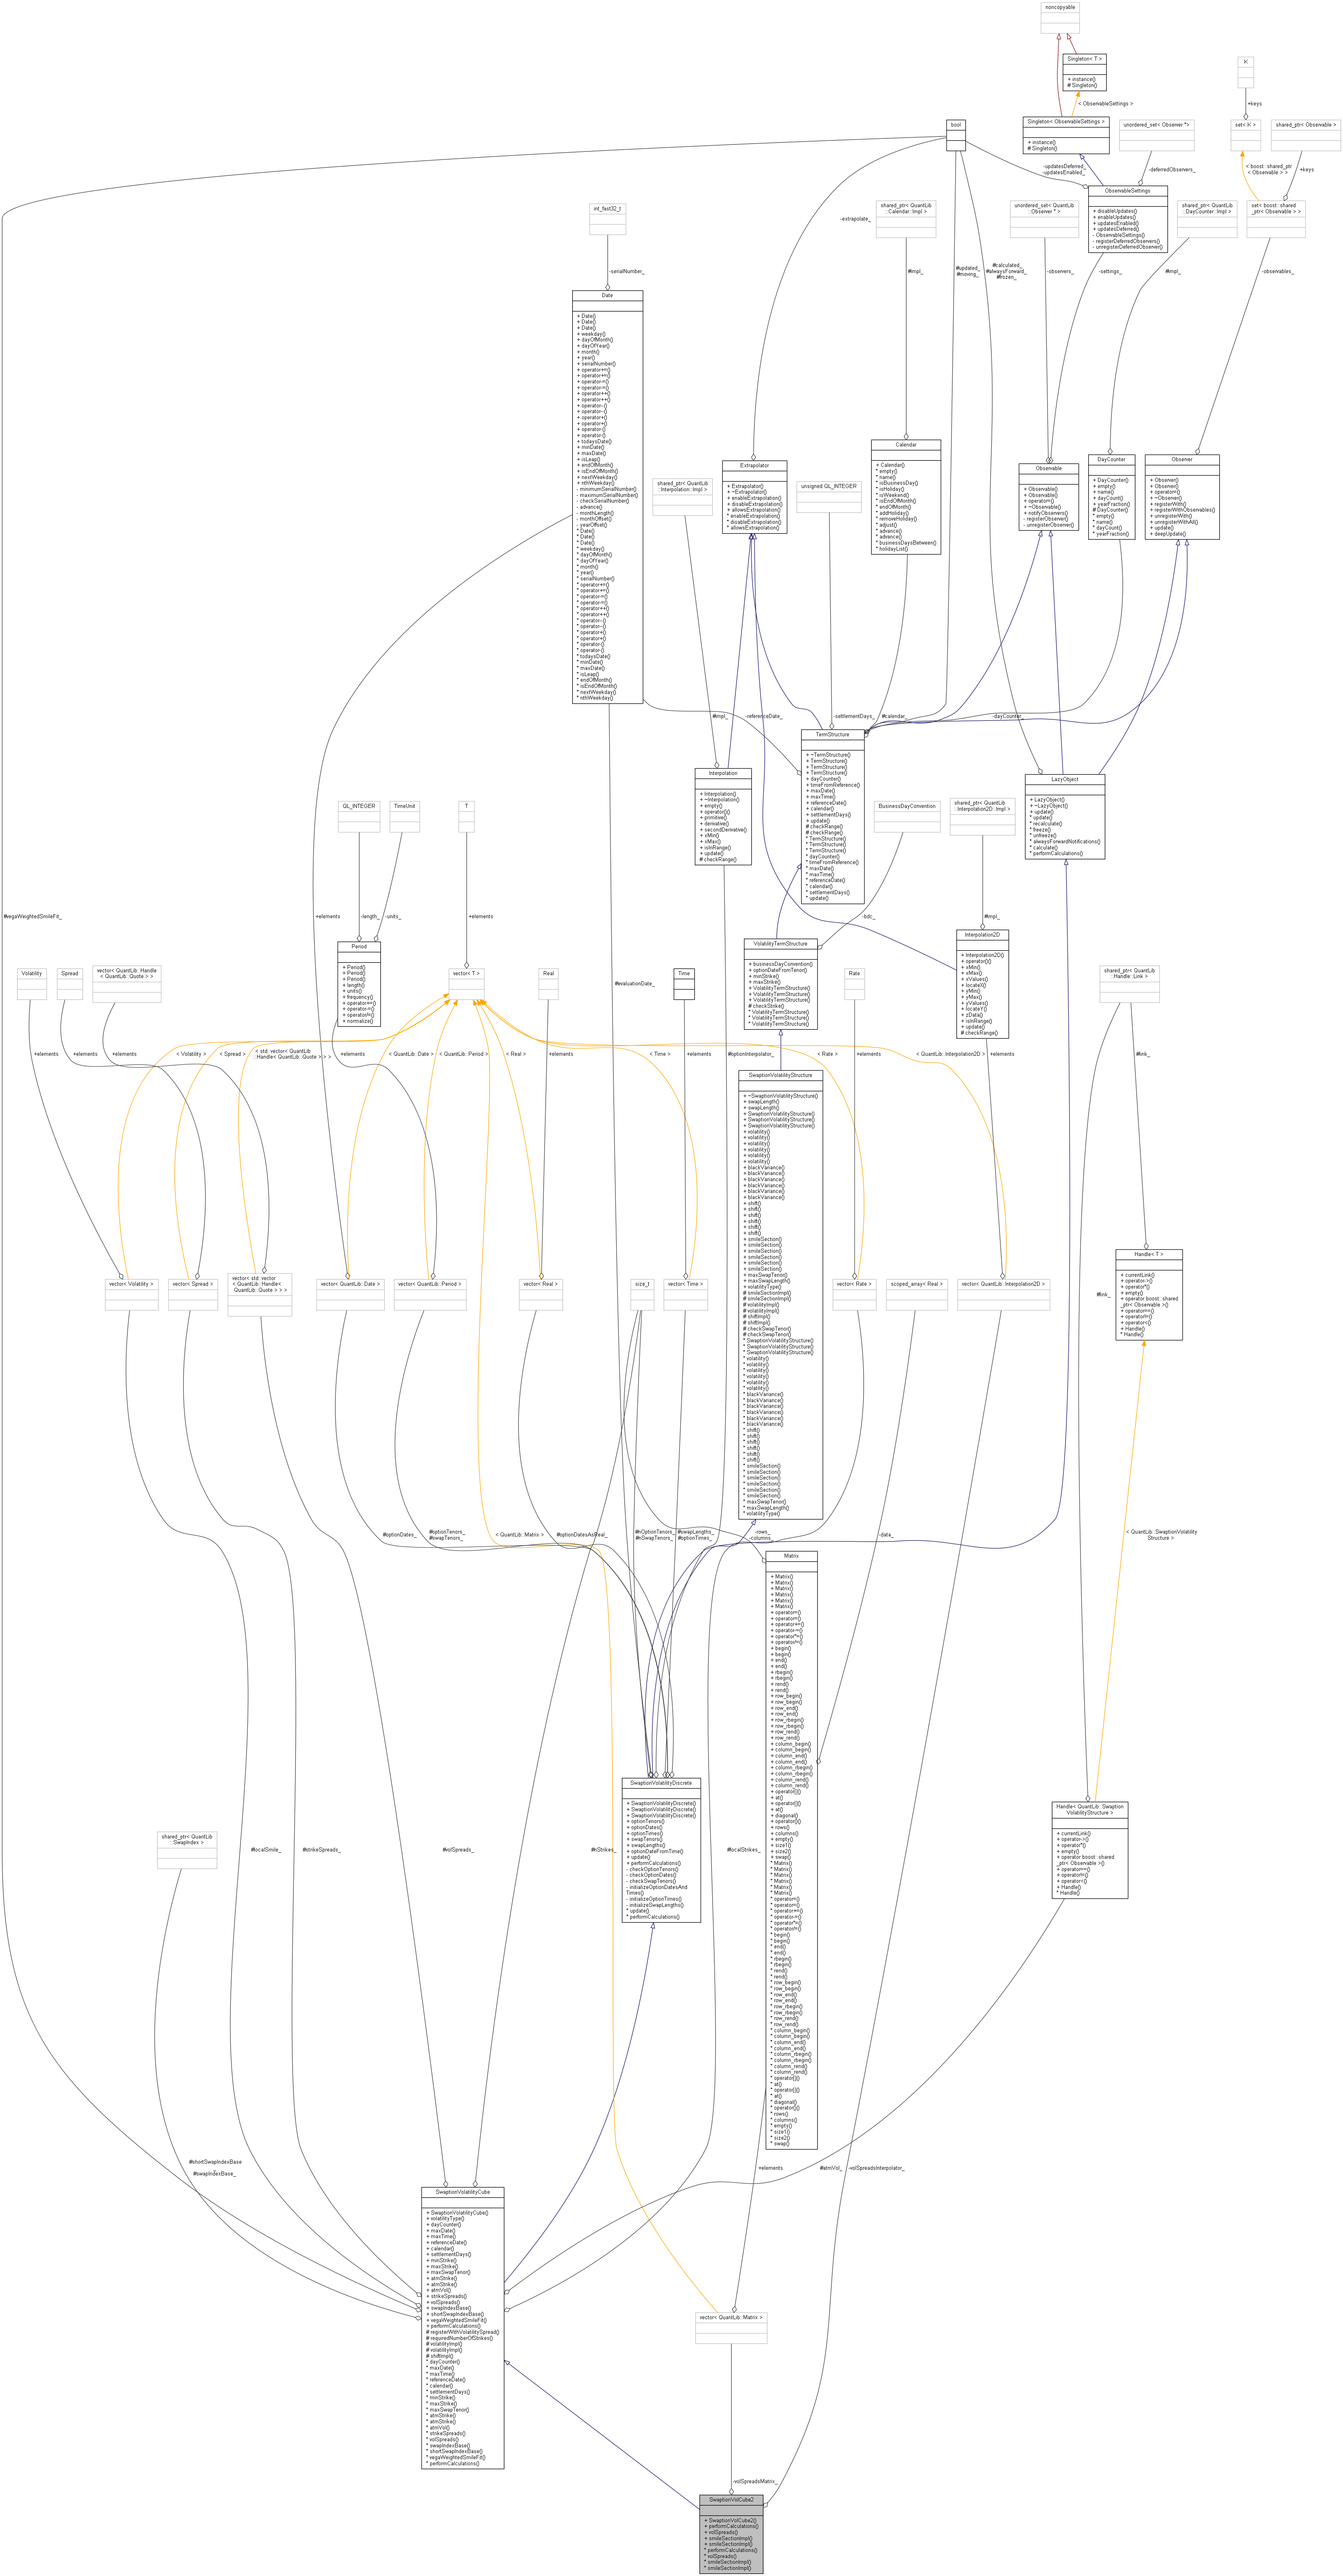 noncopyable
Singleton< T >
+ instance()
# Singleton()
K
< ObservableSettings >
+keys
bool
Singleton< ObservableSettings >
+ instance()
# Singleton()
unordered_set< Observer *>
set< K >
shared_ptr< Observable >
-updatesDeferred_
-updatesEnabled_
-deferredObservers_
< boost::shared_ptr
< Observable > >
+keys
ObservableSettings
+ disableUpdates()
+ enableUpdates()
+ updatesEnabled()
+ updatesDeferred()
- ObservableSettings()
- registerDeferredObservers()
- unregisterDeferredObserver()
int_fast32_t
-extrapolate_
shared_ptr< QuantLib
::Calendar::Impl >
unordered_set< QuantLib
::Observer * >
shared_ptr< QuantLib
::DayCounter::Impl >
set< boost::shared
_ptr< Observable > >
-serialNumber_
#updated_
#moving_
#calculated_
#alwaysForward_
#frozen_
#impl_
-observers_
-settings_
#impl_
-observables_
Date
+ Date()
+ Date()
+ Date()
+ weekday()
+ dayOfMonth()
+ dayOfYear()
+ month()
+ year()
+ serialNumber()
+ operator+=()
+ operator+=()
+ operator-=()
+ operator-=()
+ operator++()
+ operator++()
+ operator--()
+ operator--()
+ operator+()
+ operator+()
+ operator-()
+ operator-()
+ todaysDate()
+ minDate()
+ maxDate()
+ isLeap()
+ endOfMonth()
+ isEndOfMonth()
+ nextWeekday()
+ nthWeekday()
- minimumSerialNumber()
- maximumSerialNumber()
- checkSerialNumber()
- advance()
- monthLength()
- monthOffset()
- yearOffset()
* Date()
* Date()
* Date()
* weekday()
* dayOfMonth()
* dayOfYear()
* month()
* year()
* serialNumber()
* operator+=()
* operator+=()
* operator-=()
* operator-=()
* operator++()
* operator++()
* operator--()
* operator--()
* operator+()
* operator+()
* operator-()
* operator-()
* todaysDate()
* minDate()
* maxDate()
* isLeap()
* endOfMonth()
* isEndOfMonth()
* nextWeekday()
* nthWeekday()
shared_ptr< QuantLib
::Interpolation::Impl >
Extrapolator
+ Extrapolator()
+ ~Extrapolator()
+ enableExtrapolation()
+ disableExtrapolation()
+ allowsExtrapolation()
* enableExtrapolation()
* disableExtrapolation()
* allowsExtrapolation()
unsigned QL_INTEGER
Calendar
+ Calendar()
* empty()
* name()
* isBusinessDay()
* isHoliday()
* isWeekend()
* isEndOfMonth()
* endOfMonth()
* addHoliday()
* removeHoliday()
* adjust()
* advance()
* advance()
* businessDaysBetween()
* holidayList()
Observable
+ Observable()
+ Observable()
+ operator=()
+ ~Observable()
+ notifyObservers()
- registerObserver()
- unregisterObserver()
DayCounter
+ DayCounter()
+ empty()
+ name()
+ dayCount()
+ yearFraction()
# DayCounter()
* empty()
* name()
* dayCount()
* yearFraction()
Observer
+ Observer()
+ Observer()
+ operator=()
+ ~Observer()
+ registerWith()
+ registerWithObservables()
+ unregisterWith()
+ unregisterWithAll()
+ update()
+ deepUpdate()
#impl_
-referenceDate_
-settlementDays_
#calendar_
-dayCounter_
TermStructure
+ ~TermStructure()
+ TermStructure()
+ TermStructure()
+ TermStructure()
+ dayCounter()
+ timeFromReference()
+ maxDate()
+ maxTime()
+ referenceDate()
+ calendar()
+ settlementDays()
+ update()
# checkRange()
# checkRange()
* TermStructure()
* TermStructure()
* TermStructure()
* dayCounter()
* timeFromReference()
* maxDate()
* maxTime()
* referenceDate()
* calendar()
* settlementDays()
* update()
Interpolation
+ Interpolation()
+ ~Interpolation()
+ empty()
+ operator()()
+ primitive()
+ derivative()
+ secondDerivative()
+ xMin()
+ xMax()
+ isInRange()
+ update()
# checkRange()
LazyObject
+ LazyObject()
+ ~LazyObject()
+ update()
* update()
* recalculate()
* freeze()
* unfreeze()
* alwaysForwardNotifications()
* calculate()
* performCalculations()
QL_INTEGER
TimeUnit
T
BusinessDayConvention
shared_ptr< QuantLib
::Interpolation2D::Impl >
#vegaWeightedSmileFit_
+elements
-length_
-units_
+elements
-bdc_
#impl_
Period
+ Period()
+ Period()
+ Period()
+ length()
+ units()
+ frequency()
+ operator+=()
+ operator-=()
+ operator/=()
+ normalize()
VolatilityTermStructure
+ businessDayConvention()
+ optionDateFromTenor()
+ minStrike()
+ maxStrike()
+ VolatilityTermStructure()
+ VolatilityTermStructure()
+ VolatilityTermStructure()
# checkStrike()
* VolatilityTermStructure()
* VolatilityTermStructure()
* VolatilityTermStructure()
Interpolation2D
+ Interpolation2D()
+ operator()()
+ xMin()
+ xMax()
+ xValues()
+ locateX()
+ yMin()
+ yMax()
+ yValues()
+ locateY()
+ zData()
+ isInRange()
+ update()
# checkRange()
Volatility
Spread
vector< QuantLib::Handle
< QuantLib::Quote > >
vector< T >
Real
Time
Rate
shared_ptr< QuantLib
::Handle::Link >
#evaluationDate_
+elements
+elements
+elements
< Volatility >
< Spread >
< std::vector< QuantLib
::Handle< QuantLib::Quote > > >
+elements
< QuantLib::Date >
< QuantLib::Period >
< Real >
+elements
< Time >
+elements
#optionInterpolator_
< Rate >
+elements
< QuantLib::Interpolation2D >
+elements
#link_
SwaptionVolatilityStructure
+ ~SwaptionVolatilityStructure()
+ swapLength()
+ swapLength()
+ SwaptionVolatilityStructure()
+ SwaptionVolatilityStructure()
+ SwaptionVolatilityStructure()
+ volatility()
+ volatility()
+ volatility()
+ volatility()
+ volatility()
+ volatility()
+ blackVariance()
+ blackVariance()
+ blackVariance()
+ blackVariance()
+ blackVariance()
+ blackVariance()
+ shift()
+ shift()
+ shift()
+ shift()
+ shift()
+ shift()
+ smileSection()
+ smileSection()
+ smileSection()
+ smileSection()
+ smileSection()
+ smileSection()
+ maxSwapTenor()
+ maxSwapLength()
+ volatilityType()
# smileSectionImpl()
# smileSectionImpl()
# volatilityImpl()
# volatilityImpl()
# shiftImpl()
# shiftImpl()
# checkSwapTenor()
# checkSwapTenor()
* SwaptionVolatilityStructure()
* SwaptionVolatilityStructure()
* SwaptionVolatilityStructure()
* volatility()
* volatility()
* volatility()
* volatility()
* volatility()
* volatility()
* blackVariance()
* blackVariance()
* blackVariance()
* blackVariance()
* blackVariance()
* blackVariance()
* shift()
* shift()
* shift()
* shift()
* shift()
* shift()
* smileSection()
* smileSection()
* smileSection()
* smileSection()
* smileSection()
* smileSection()
* maxSwapTenor()
* maxSwapLength()
* volatilityType()
vector< Volatility >
vector< Spread >
vector< std::vector
< QuantLib::Handle<
QuantLib::Quote > > >
vector< QuantLib::Date >
vector< QuantLib::Period >
vector< Real >
size_t
vector< Time >
vector< Rate >
scoped_array< Real >
vector< QuantLib::Interpolation2D >
#link_
Handle< T >
+ currentLink()
+ operator->()
+ operator*()
+ empty()
+ operator boost::shared
_ptr< Observable >()
+ operator==()
+ operator!=()
+ operator<()
+ Handle()
* Handle()
#optionDates_
#optionTenors_
#swapTenors_
< QuantLib::Matrix >
#optionDatesAsReal_
#nOptionTenors_
#nSwapTenors_
#swapLengths_
#optionTimes_
-rows_
-columns_
-data_
< QuantLib::SwaptionVolatility
Structure >
Matrix
+ Matrix()
+ Matrix()
+ Matrix()
+ Matrix()
+ Matrix()
+ Matrix()
+ operator=()
+ operator=()
+ operator+=()
+ operator-=()
+ operator*=()
+ operator/=()
+ begin()
+ begin()
+ end()
+ end()
+ rbegin()
+ rbegin()
+ rend()
+ rend()
+ row_begin()
+ row_begin()
+ row_end()
+ row_end()
+ row_rbegin()
+ row_rbegin()
+ row_rend()
+ row_rend()
+ column_begin()
+ column_begin()
+ column_end()
+ column_end()
+ column_rbegin()
+ column_rbegin()
+ column_rend()
+ column_rend()
+ operator[]()
+ at()
+ operator[]()
+ at()
+ diagonal()
+ operator()()
+ rows()
+ columns()
+ empty()
+ size1()
+ size2()
+ swap()
* Matrix()
* Matrix()
* Matrix()
* Matrix()
* Matrix()
* Matrix()
* operator=()
* operator=()
* operator+=()
* operator-=()
* operator*=()
* operator/=()
* begin()
* begin()
* end()
* end()
* rbegin()
* rbegin()
* rend()
* rend()
* row_begin()
* row_begin()
* row_end()
* row_end()
* row_rbegin()
* row_rbegin()
* row_rend()
* row_rend()
* column_begin()
* column_begin()
* column_end()
* column_end()
* column_rbegin()
* column_rbegin()
* column_rend()
* column_rend()
* operator[]()
* at()
* operator[]()
* at()
* diagonal()
* operator()()
* rows()
* columns()
* empty()
* size1()
* size2()
* swap()
SwaptionVolatilityDiscrete
+ SwaptionVolatilityDiscrete()
+ SwaptionVolatilityDiscrete()
+ SwaptionVolatilityDiscrete()
+ optionTenors()
+ optionDates()
+ optionTimes()
+ swapTenors()
+ swapLengths()
+ optionDateFromTime()
+ update()
+ performCalculations()
- checkOptionTenors()
- checkOptionDates()
- checkSwapTenors()
- initializeOptionDatesAnd
Times()
- initializeOptionTimes()
- initializeSwapLengths()
* update()
* performCalculations()
Handle< QuantLib::Swaption
VolatilityStructure >
+ currentLink()
+ operator->()
+ operator*()
+ empty()
+ operator boost::shared
_ptr< Observable >()
+ operator==()
+ operator!=()
+ operator<()
+ Handle()
* Handle()
shared_ptr< QuantLib
::SwapIndex >
#localSmile_
#strikeSpreads_
#volSpreads_
#nStrikes_
#localStrikes_
#shortSwapIndexBase
_
#swapIndexBase_
+elements
#atmVol_
-volSpreadsInterpolator_
SwaptionVolatilityCube
+ SwaptionVolatilityCube()
+ volatilityType()
+ dayCounter()
+ maxDate()
+ maxTime()
+ referenceDate()
+ calendar()
+ settlementDays()
+ minStrike()
+ maxStrike()
+ maxSwapTenor()
+ atmStrike()
+ atmStrike()
+ atmVol()
+ strikeSpreads()
+ volSpreads()
+ swapIndexBase()
+ shortSwapIndexBase()
+ vegaWeightedSmileFit()
+ performCalculations()
# registerWithVolatilitySpread()
# requiredNumberOfStrikes()
# volatilityImpl()
# volatilityImpl()
# shiftImpl()
* dayCounter()
* maxDate()
* maxTime()
* referenceDate()
* calendar()
* settlementDays()
* minStrike()
* maxStrike()
* maxSwapTenor()
* atmStrike()
* atmStrike()
* atmVol()
* strikeSpreads()
* volSpreads()
* swapIndexBase()
* shortSwapIndexBase()
* vegaWeightedSmileFit()
* performCalculations()
vector< QuantLib::Matrix >
-volSpreadsMatrix_
SwaptionVolCube2
+ SwaptionVolCube2()
+ performCalculations()
+ volSpreads()
+ smileSectionImpl()
+ smileSectionImpl()
* performCalculations()
* volSpreads()
* smileSectionImpl()
* smileSectionImpl()